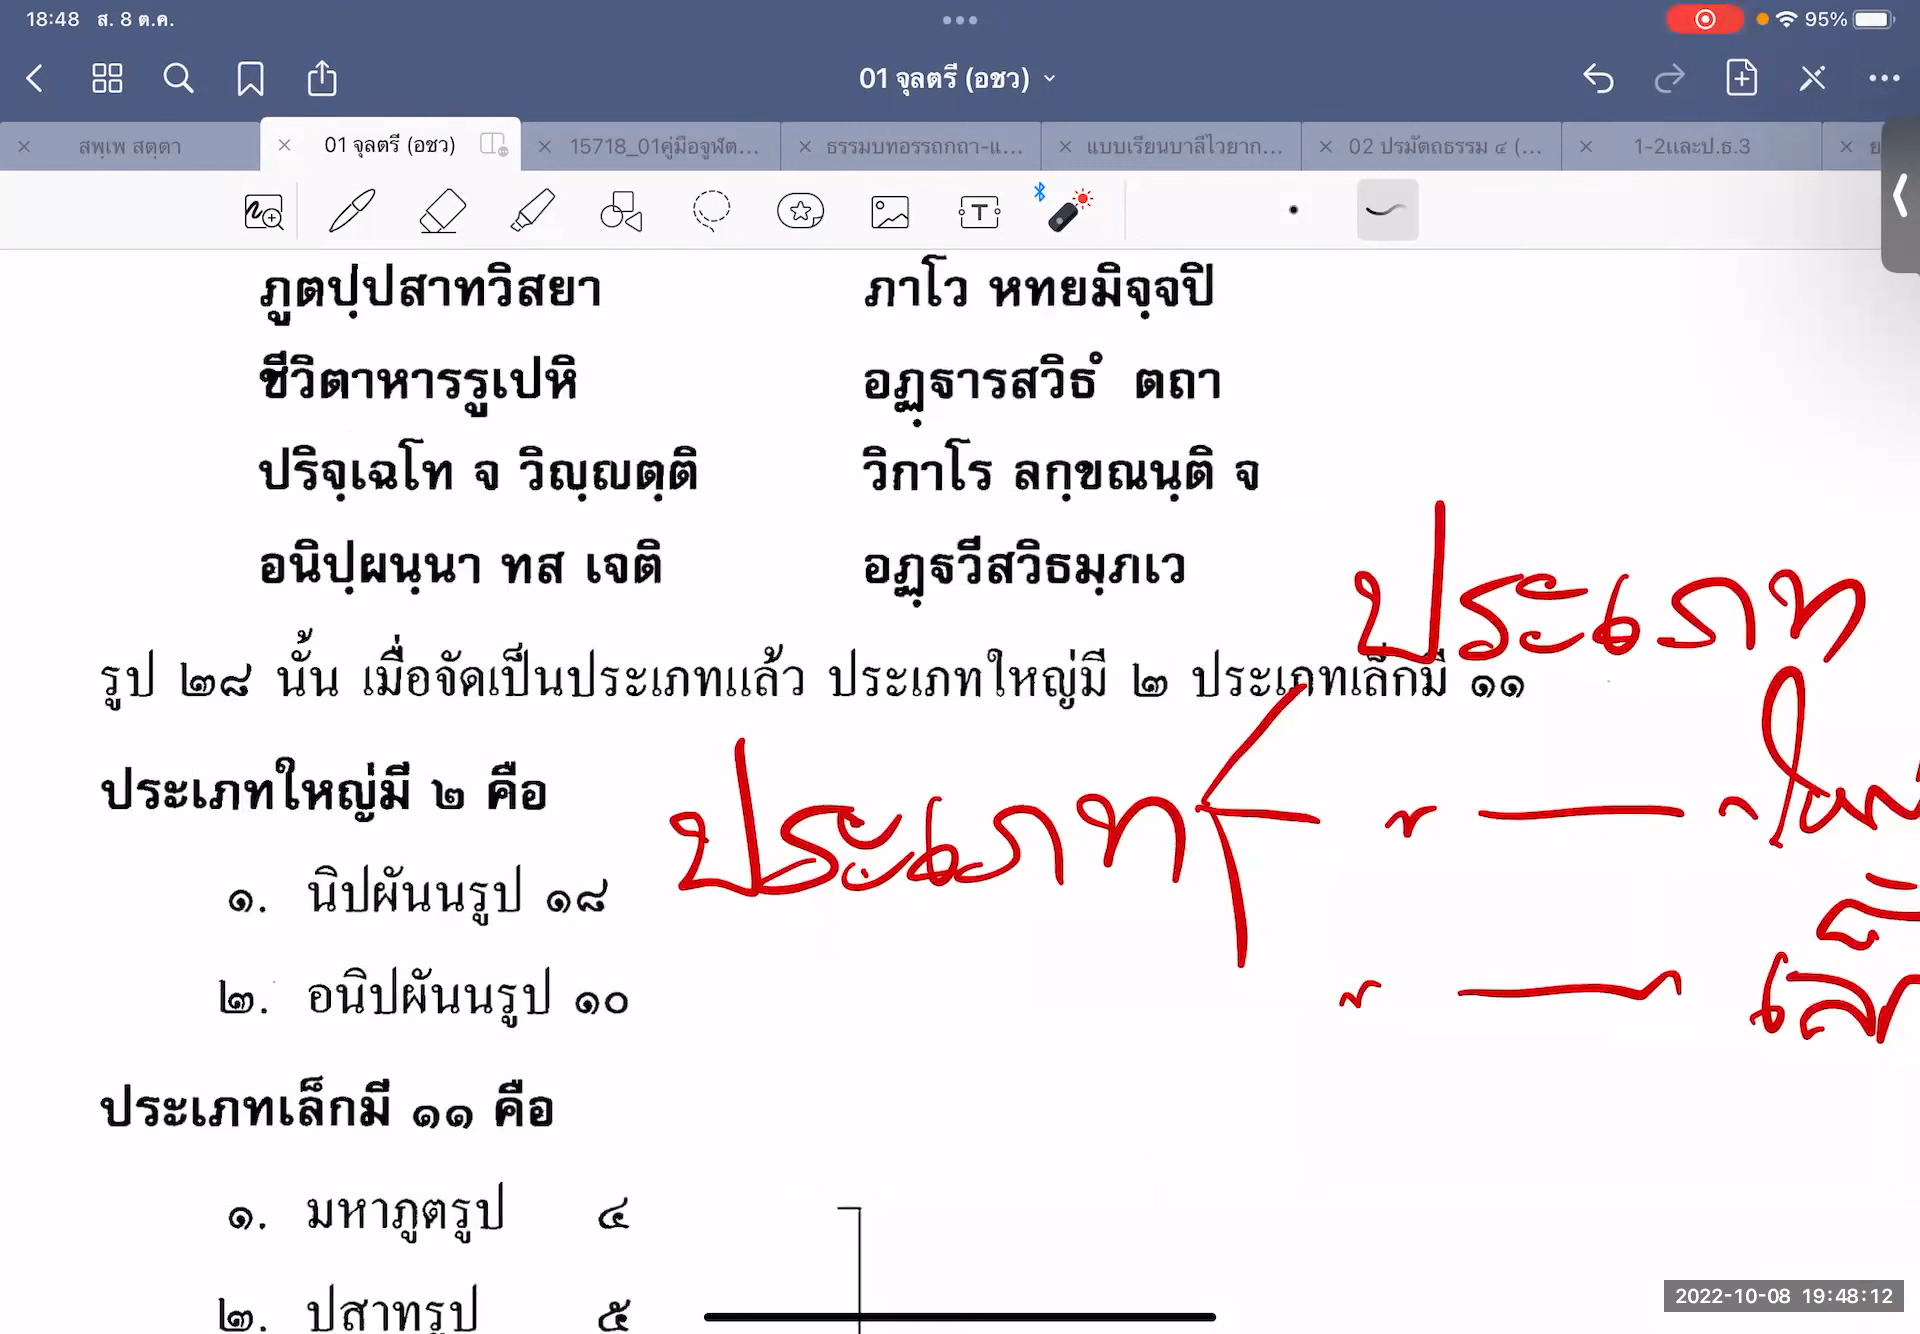 18:48 ส. 8 ต.ค.
95%
01 จุลตรี (อชว)
สพฺเพ สตฺตา
01 จุลตรี (อชว)
15718_01คู่มือจูฬต...
ธรรมบทอรรถกถา-แ...
แบบเรียนบาลีไวยาก...
02 ปรมัตถธรรม ๔ (...
1-2และป.ธ.3
ภูตปฺปสาทวิสยา ภาโว หทยมิจฺจปิ
ชีวิตาหารรูเปหิ อฏฺฐารสวิธํ ตถา
ปริจฺเฉโท จ วิญฺญตฺติ วิกาโร ลกฺขณนฺติ จ
อนิปฺผนฺนา ทส เจติ อฏฺฐวีสวิธมฺภเว
ประเภท
รูป ๒๘ นั้น เมื่อจัดเป็นประเภทแล้ว ประเภทใหญ่มี ๒ ประเภทเล็กมี ๑๑
ประเภทใหญ่มี ๒ คือ
ประเภท
๑. นิปผันนรูป ๑๘
๒. อนิปผันนรูป ๑๐
ประเภทเล็กมี ๑๑ คือ
๑. มหาภูตรูป ๔
๒. ปสาทรูป ๕
2022-10-08 19:48:12